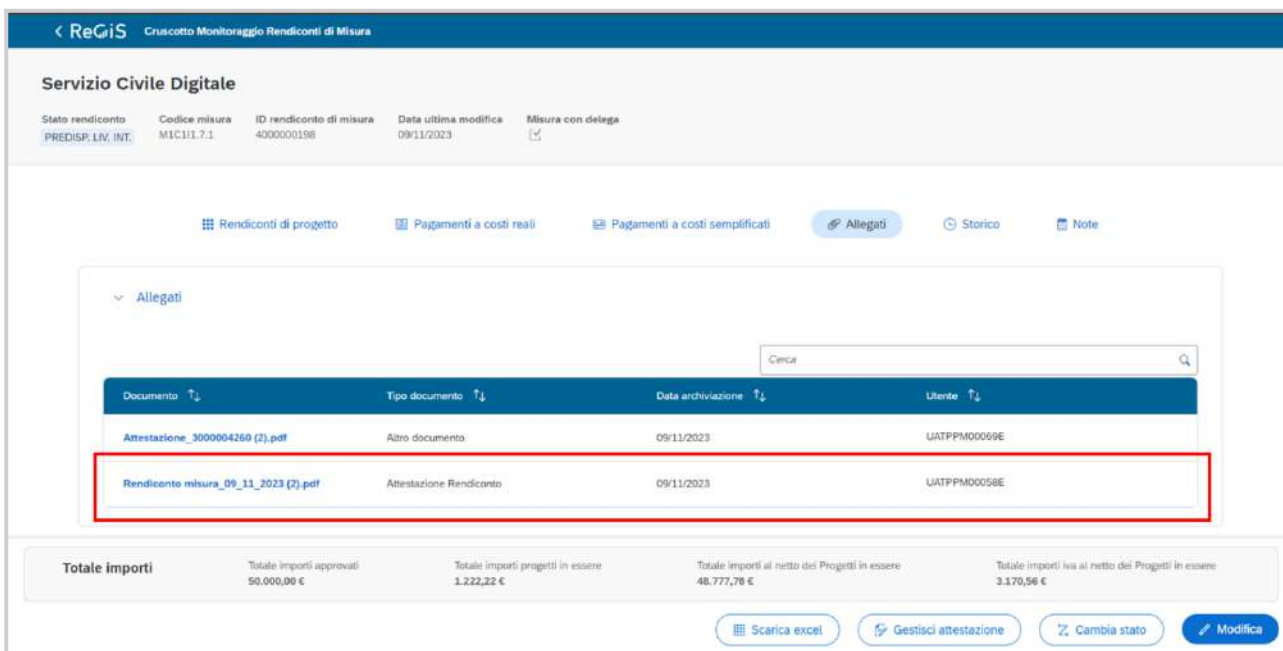 < ReGiS Cruscotto Monitoraggio Rendiconti di Misura
Servizio Civile Digitale
Stato rendiconto Codice misura ID rendiconto di misura Data ultima modifica Misura con delega
PREDISP. LIV. INT. M1C1I1.7.1 4000000198 09/11/2023
Rendiconti di progetto Pagamenti a costi reali Pagamenti a costi semplificati Allegati Storico Note
Allegati
Cerca
Documento Tipo documento Data archiviazione Utente
Attestazione_3000004260 (2).pdf Altro documento 09/11/2023 UATPPM00069E
Rendiconto misura_09_11_2023 (2).pdf Attestazione Rendiconto 09/11/2023 UATPPM00058E
Totale importi Totale importi approvati Totale importi progetti in essere Totale importi al netto dei Progetti in essere Totale importi iva al netto dei Progetti in essere
50.000,00 € 1.222,22 € 48.777,78 € 3.170,56 €
Scarica excel Gestisci attestazione Cambia stato Modifica